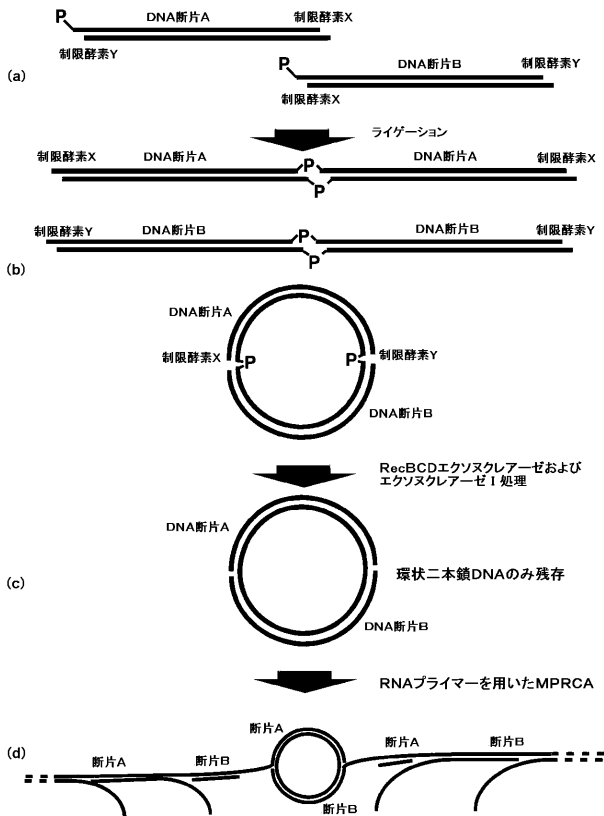 P
DNA断片A
制限酵素X
制限酵素Y
(a)
P
DNA断片B
制限酵素Y
制限酵素X
ライゲーション
制限酵素X
DNA断片A
P
DNA断片A
制限酵素X
P
制限酵素Y
DNA断片B
P
DNA断片B
制限酵素Y
P
(b)
DNA断片A
制限酵素X
P
P
制限酵素Y
DNA断片B
RecBCDエクソヌクレアーゼおよび
エクソヌクレアーゼⅠ処理
DNA断片A
(c)
環状二本鎖DNAのみ残存
DNA断片B
RNAプライマーを用いたMPRCA
断片A
(d)
断片A
断片B
断片A
断片B
断片B